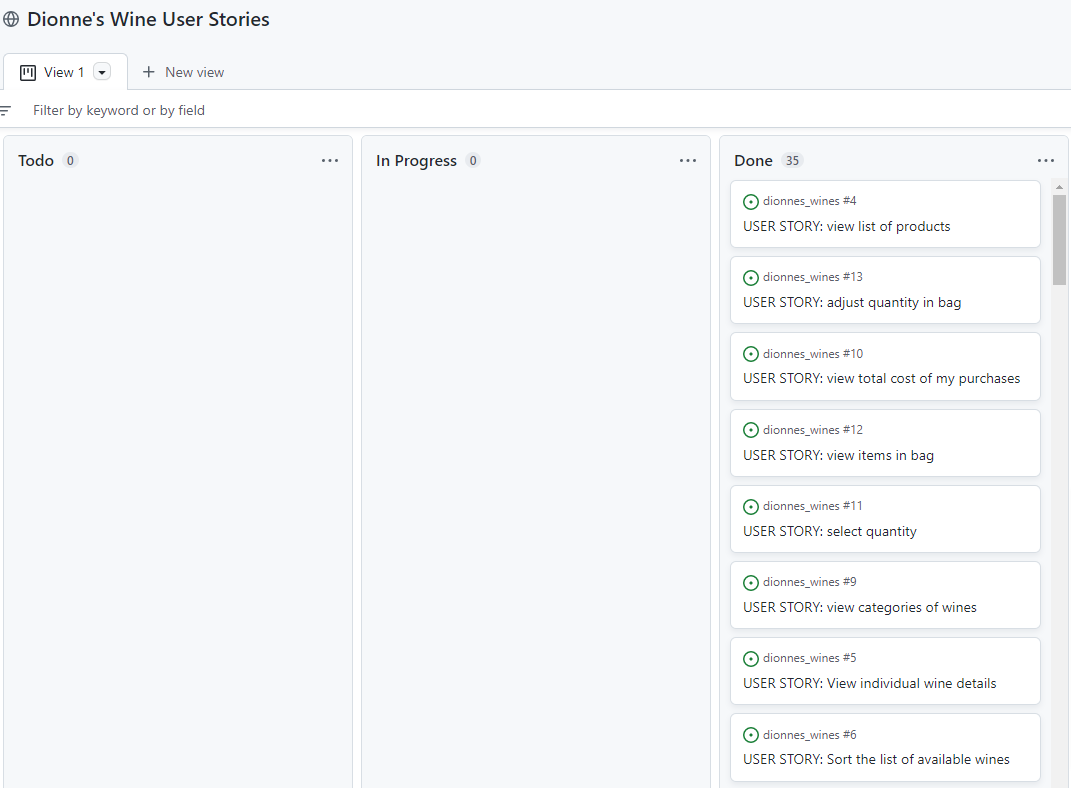 Dionne's Wine User Stories
View 1
New view
Filter by keyword or by field
Todo 0
In Progress 0
Done 35
dionnes_wines #4
USER STORY: view list of products
dionnes_wines #13
USER STORY: adjust quantity in bag
dionnes_wines #10
USER STORY: view total cost of my purchases
dionnes_wines #12
USER STORY: view items in bag
dionnes_wines #11
USER STORY: select quantity
dionnes_wines #9
USER STORY: view categories of wines
dionnes_wines #5
USER STORY: View individual wine details
dionnes_wines #6
USER STORY: Sort the list of available wines